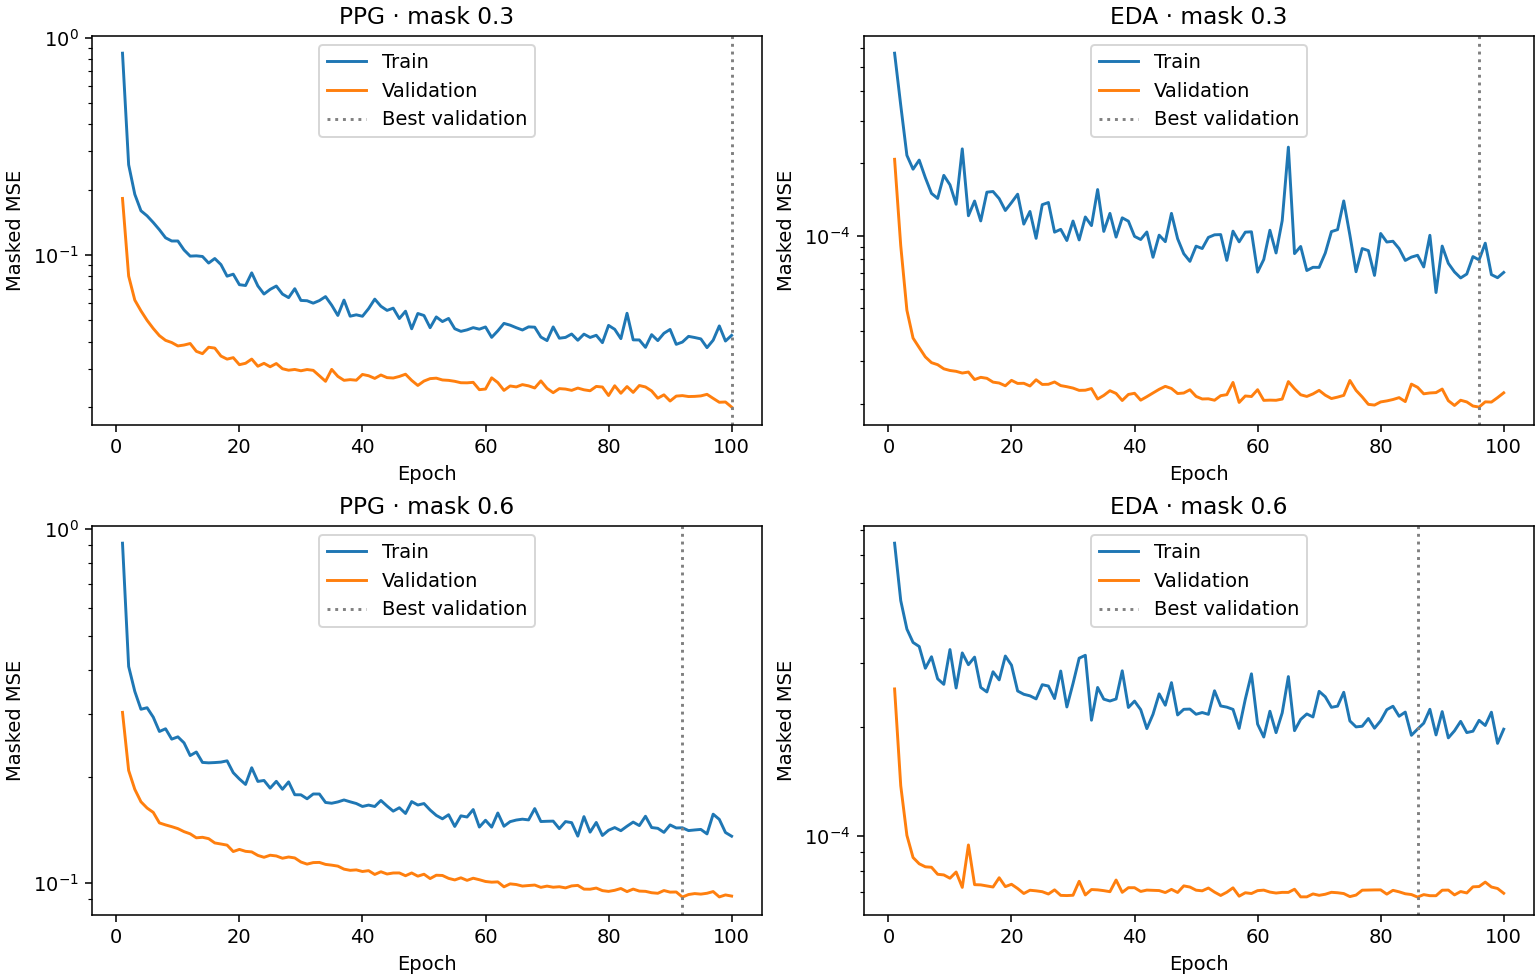 PPG · mask 0.3
10⁰
10⁻¹
Masked MSE
Train
Validation
Best validation
0 20 40 60 80 100
Epoch
EDA · mask 0.3
10⁻⁴
Masked MSE
Train
Validation
Best validation
0 20 40 60 80 100
Epoch
PPG · mask 0.6
10⁰
10⁻¹
Masked MSE
Train
Validation
Best validation
0 20 40 60 80 100
Epoch
EDA · mask 0.6
10⁻⁴
Masked MSE
Train
Validation
Best validation
0 20 40 60 80 100
Epoch